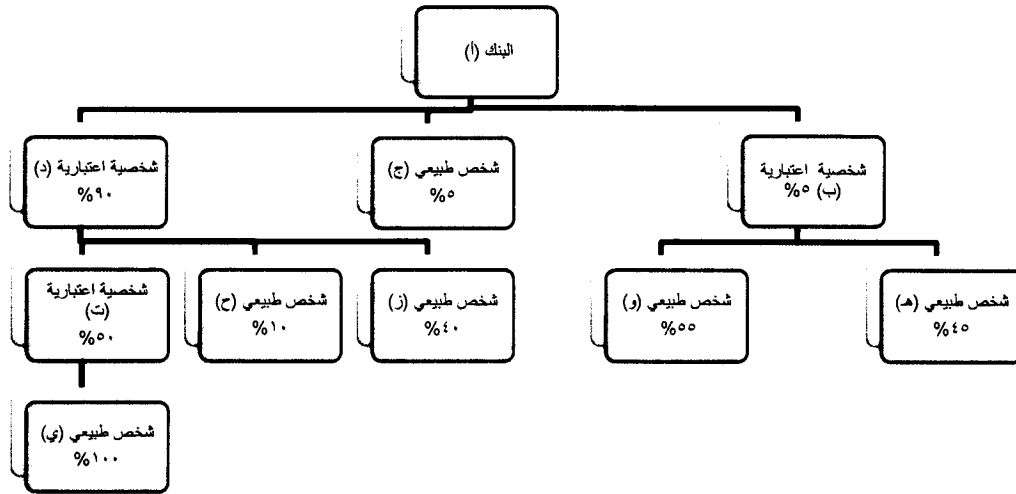 البنك (أ)
شخصية اعتبارية
(ب) ٥%
شخص طبيعي (ج)
٥%
شخصية اعتبارية (د)
٩٠%
شخص طبيعي (هـ)
٤٥%
شخص طبيعي (و)
٥٥%
شخص طبيعي (ز)
٤٠%
شخص طبيعي (ح)
١٠%
شخصية اعتبارية
(ت)
٥٠%
شخص طبيعي (ي)
١٠٠%